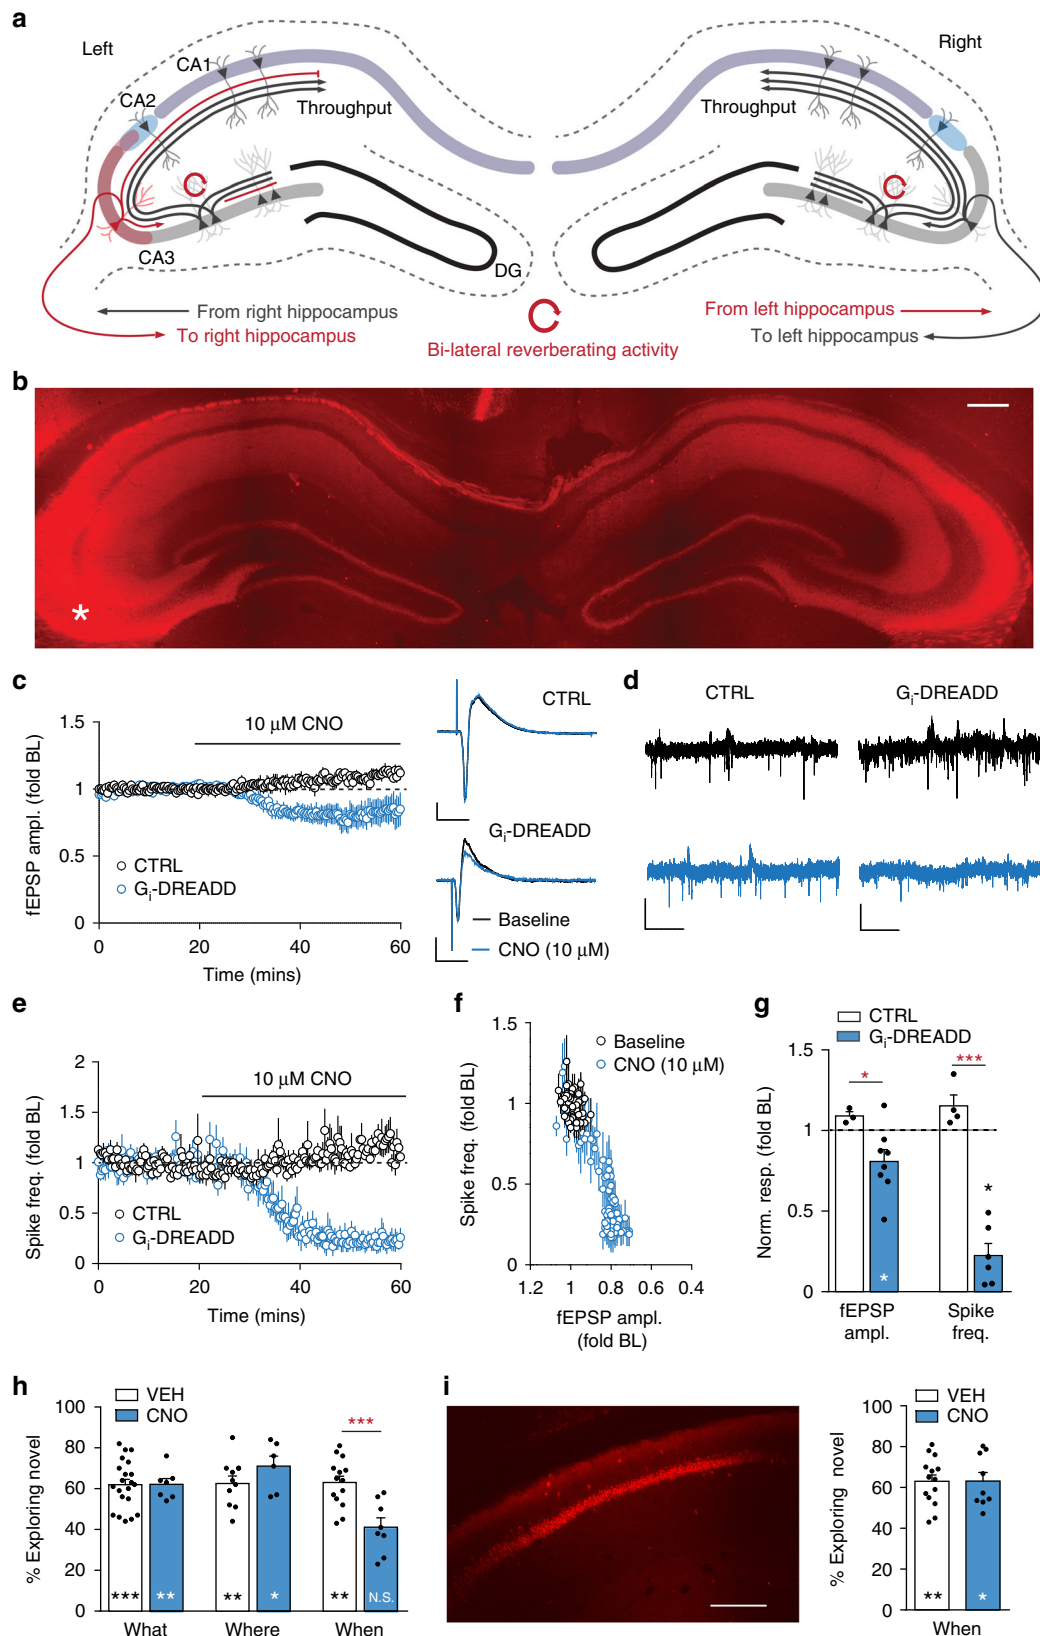 a
Left
Right
CA1
CA2
Throughput
Throughput
CA3
DG
From right hippocampus
To right hippocampus
From left hippocampus
To left hippocampus
Bi-lateral reverberating activity
b
*
c
10 µM CNO
fEPSP ampl. (fold BL)
1.5
1
0.5
0
CTRL
Gi-DREADD
0 20 40 60
Time (mins)
CTRL
Gi-DREADD
Baseline
CNO (10 µM)
d
CTRL
Gi-DREADD
e
10 µM CNO
Spike freq. (fold BL)
2
1.5
1
0.5
0
CTRL
Gi-DREADD
0 20 40 60
Time (mins)
f
Spike freq. (fold BL)
1.5
1
0.5
0
Baseline
CNO (10 µM)
1.2 1 0.8 0.6 0.4
fEPSP ampl.
(fold BL)
g
CTRL
Gi-DREADD
Norm. resp. (fold BL)
1.5
1
0
* ***
*
*
fEPSP
ampl.
Spike
freq.
h
VEH
CNO
% Exploring novel
100
80
60
40
20
0
***
*** ** ** * ** N.S.
What Where When
i
VEH
CNO
% Exploring novel
100
80
60
40
20
0
** *
When